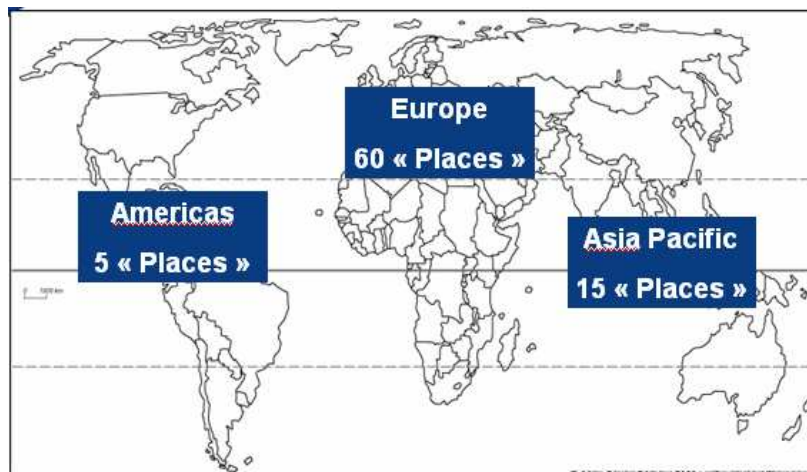 Europe
60 « Places »
Americas
5 « Places »
Asia Pacific
15 « Places »